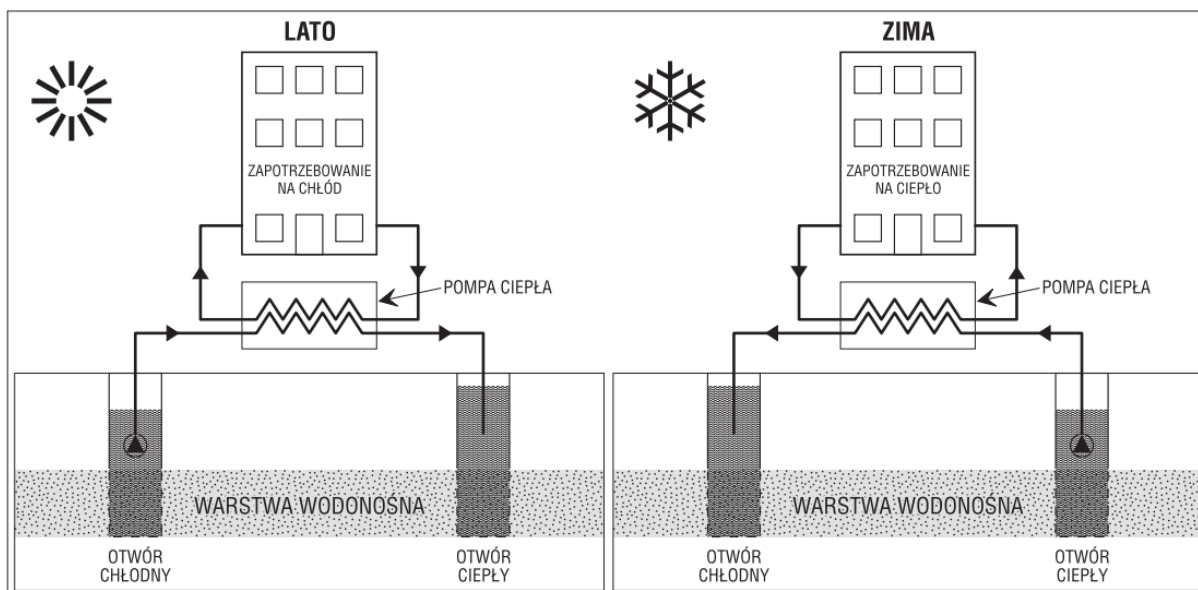 LATO
ZAPOTRZEBOWANIE
NA CHŁÓD
POMPA CIEPŁA
WARSTWA WODONOŚNA
OTWÓR
CHŁODNY
OTWÓR
CIEPŁY
ZIMA
ZAPOTRZEBOWANIE
NA CIEPŁO
POMPA CIEPŁA
WARSTWA WODONOŚNA
OTWÓR
CHŁODNY
OTWÓR
CIEPŁY